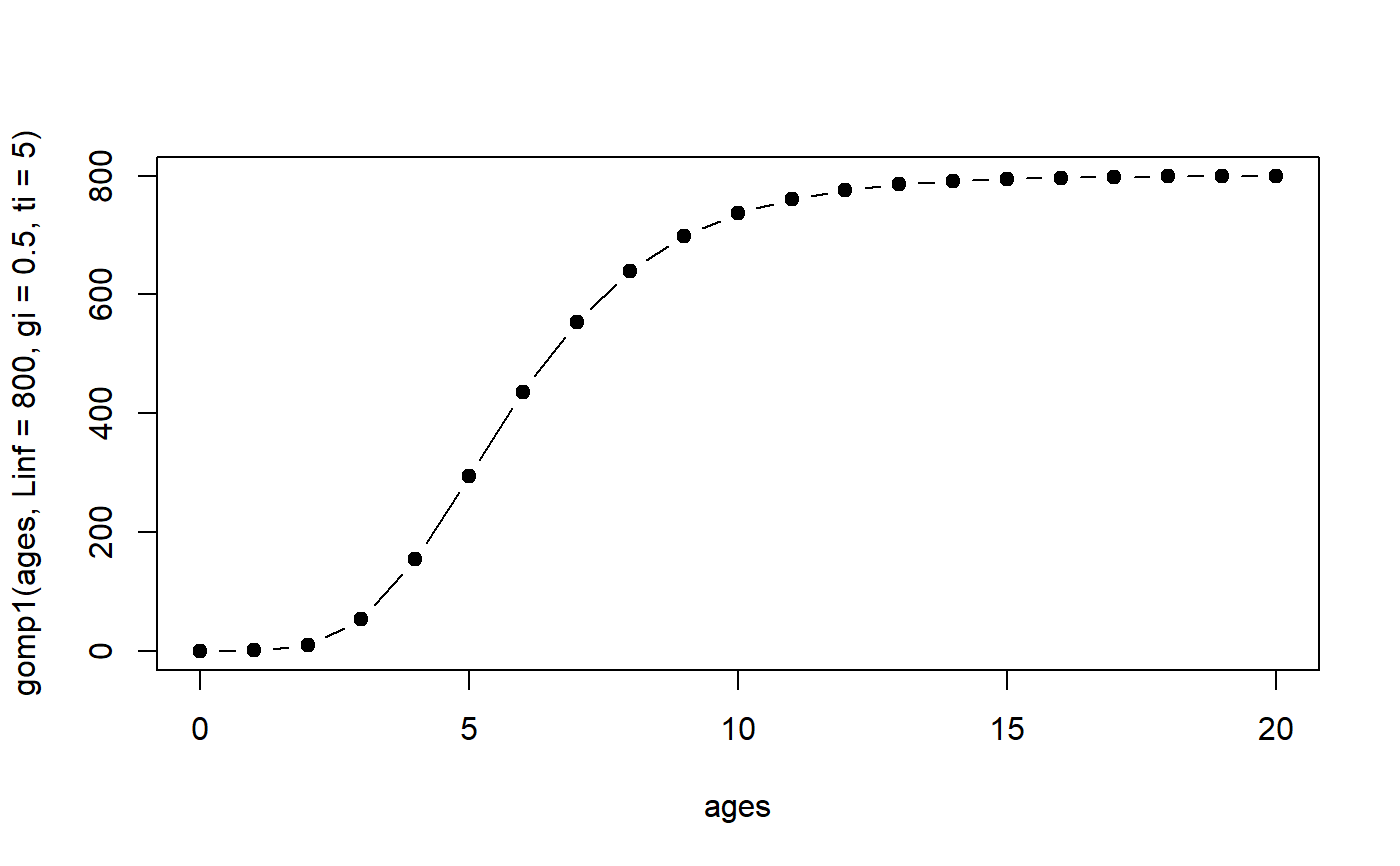 gomp1(ages, Linf = 800, gi = 0.5, ti = 5)
800
600
400
200
0
0 5 10 15 20
ages